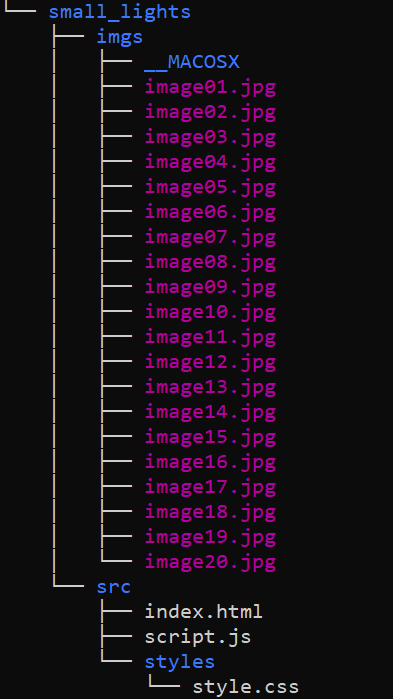 └── small_lights
    ├── imgs
    │   ├── __MACOSX
    │   ├── image01.jpg
    │   ├── image02.jpg
    │   ├── image03.jpg
    │   ├── image04.jpg
    │   ├── image05.jpg
    │   ├── image06.jpg
    │   ├── image07.jpg
    │   ├── image08.jpg
    │   ├── image09.jpg
    │   ├── image10.jpg
    │   ├── image11.jpg
    │   ├── image12.jpg
    │   ├── image13.jpg
    │   ├── image14.jpg
    │   ├── image15.jpg
    │   ├── image16.jpg
    │   ├── image17.jpg
    │   ├── image18.jpg
    │   ├── image19.jpg
    │   └── image20.jpg
    └── src
        ├── index.html
        ├── script.js
        └── styles
            └── style.css